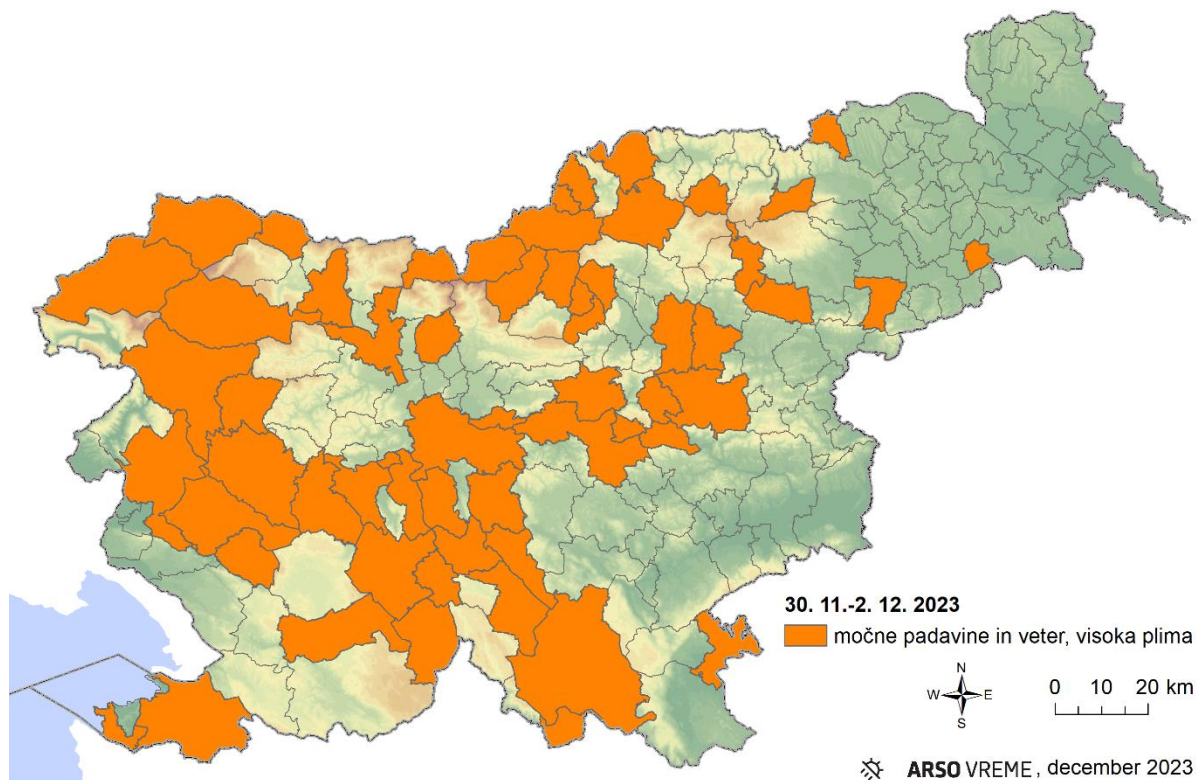 30. 11.-2. 12. 2023
močne padavine in veter, visoka plima
N
W E
S
0 10 20 km
ARSO VREME, december 2023